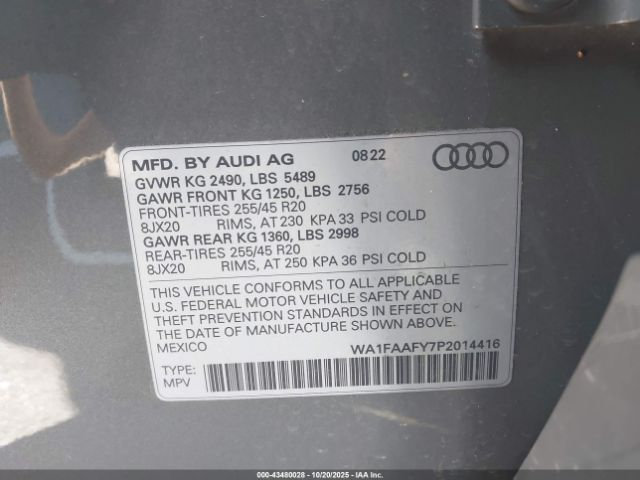 MFD. BY AUDI AG 08 22
GVWR KG 2490, LBS 5489
GAWR FRONT KG 1250, LBS 2756
FRONT-TIRES 255/45 R20
8JX20 RIMS, AT 230 KPA 33 PSI COLD
GAWR REAR KG 1360, LBS 2998
REAR-TIRES 255/45 R20
8JX20 RIMS, AT 250 KPA 36 PSI COLD
THIS VEHICLE CONFORMS TO ALL APPLICABLE
U.S. FEDERAL MOTOR VEHICLE SAFETY AND
THEFT PREVENTION STANDARDS IN EFFECT ON
THE DATE OF MANUFACTURE SHOWN ABOVE.
MEXICO WA1FAAFY7P2014416
TYPE:
MPV
000-43480028 - 10/20/2025 - IAAI.COM